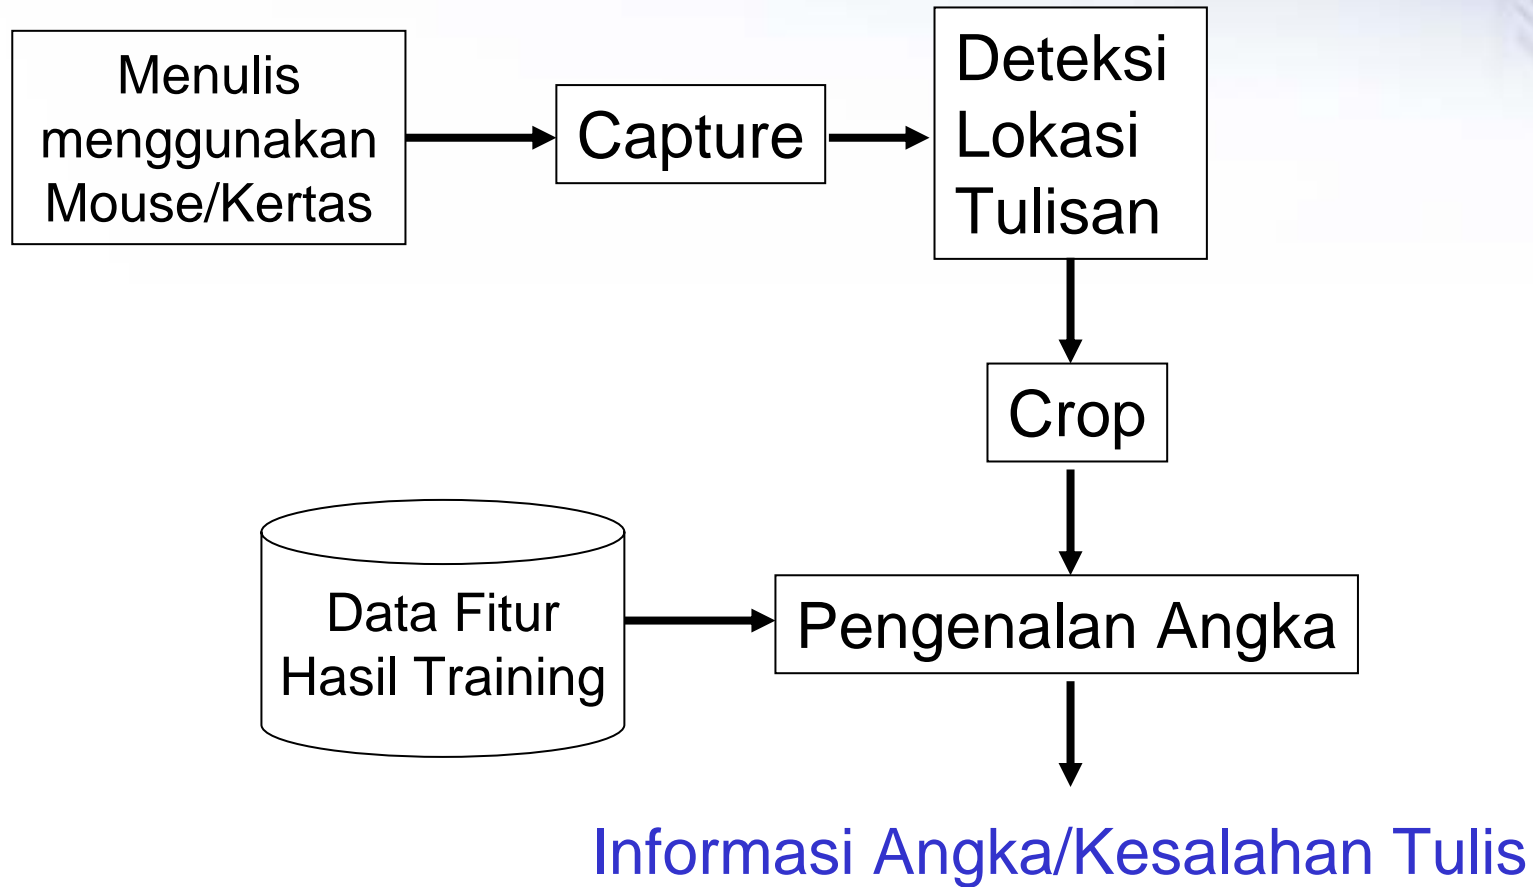 Menulis
menggunakan
Mouse/Kertas
Capture
Deteksi
Lokasi
Tulisan
Crop
Data Fitur
Hasil Training
Pengenalan Angka
Informasi Angka/Kesalahan Tulis